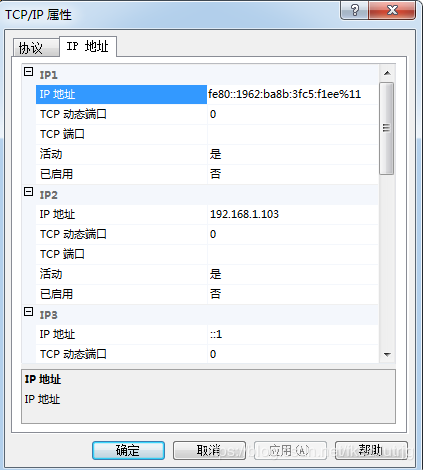 TCP/IP 属性
协议
IP 地址
IP1
IP 地址 fe80::1962:ba8b:3fc5:f1ee%11
TCP 动态端口 0
TCP 端口
活动 是
已启用 否
IP2
IP 地址 192.168.1.103
TCP 动态端口 0
TCP 端口
活动 是
已启用 否
IP3
IP 地址 ::1
TCP 动态端口 0
IP 地址
IP 地址
确定 取消 应用(A) 帮助